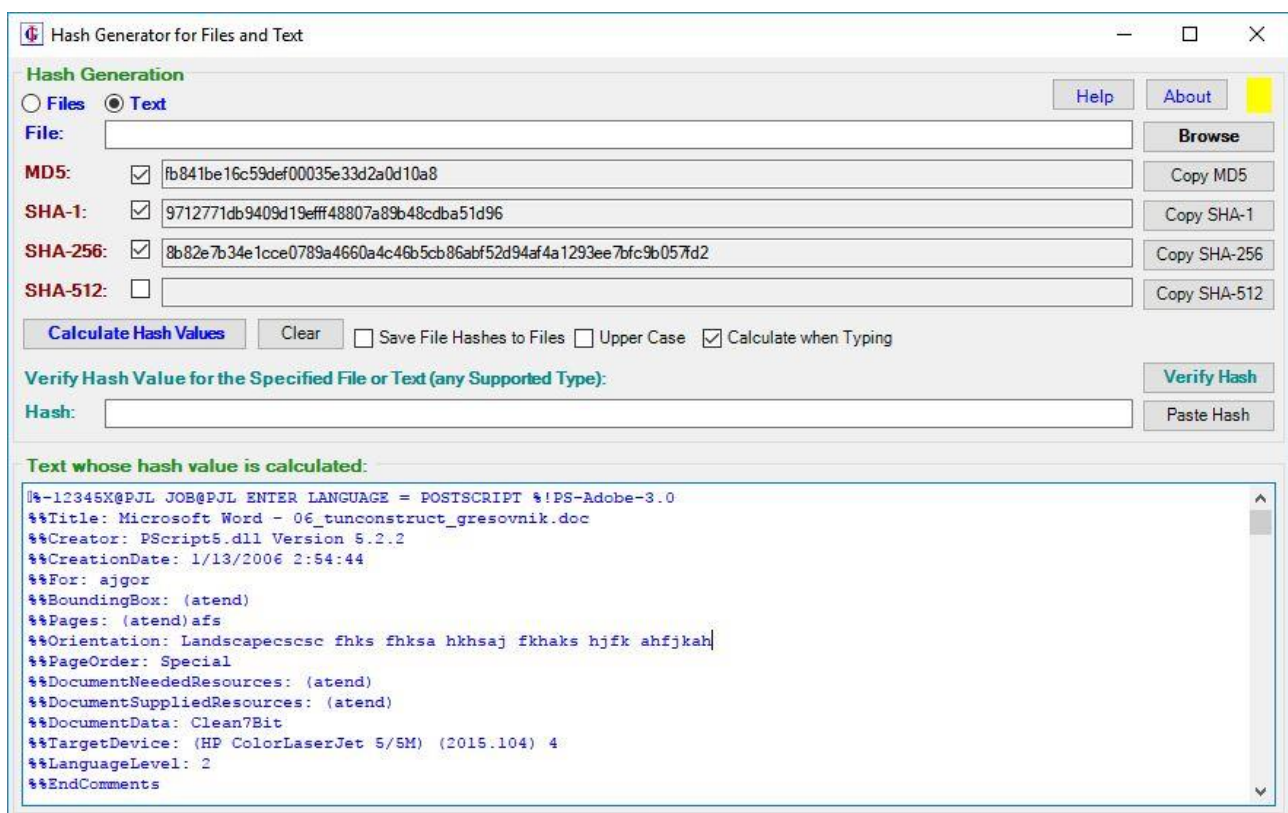 Hash Generator for Files and Text
Hash Generation
Files Text Help About
File: Browse
MD5: fb841be16c59def00035e33d2a0d10a8 Copy MD5
SHA-1: 9712771db9409d19efff48807a89b48cdba51d96 Copy SHA-1
SHA-256: 8b82e7b34e1cce0789a4660a4c46b5cb86abf52d94af4a1293ee7bfc9b057fd2 Copy SHA-256
SHA-512: Copy SHA-512
Calculate Hash Values Clear Save File Hashes to Files Upper Case Calculate when Typing
Verify Hash Value for the Specified File or Text (any Supported Type): Verify Hash
Hash: Paste Hash
Text whose hash value is calculated:
%-12345X@PJL JOB@PJL ENTER LANGUAGE = POSTSCRIPT %!PS-Adobe-3.0
%%Title: Microsoft Word - 06_tunconstruct_gresovnik.doc
%%Creator: PScript5.dll Version 5.2.2
%%CreationDate: 1/13/2006 2:54:44
%%For: ajgor
%%BoundingBox: (atend)
%%Pages: (atend)afs
%%Orientation: Landscapecscsc fhks fhksa hkhsaj fkhaks hjfk ahfjkah
%%PageOrder: Special
%%DocumentNeededResources: (atend)
%%DocumentSuppliedResources: (atend)
%%DocumentData: Clean7Bit
%%TargetDevice: (HP ColorLaserJet 5/5M) (2015.104) 4
%%LanguageLevel: 2
%%EndComments